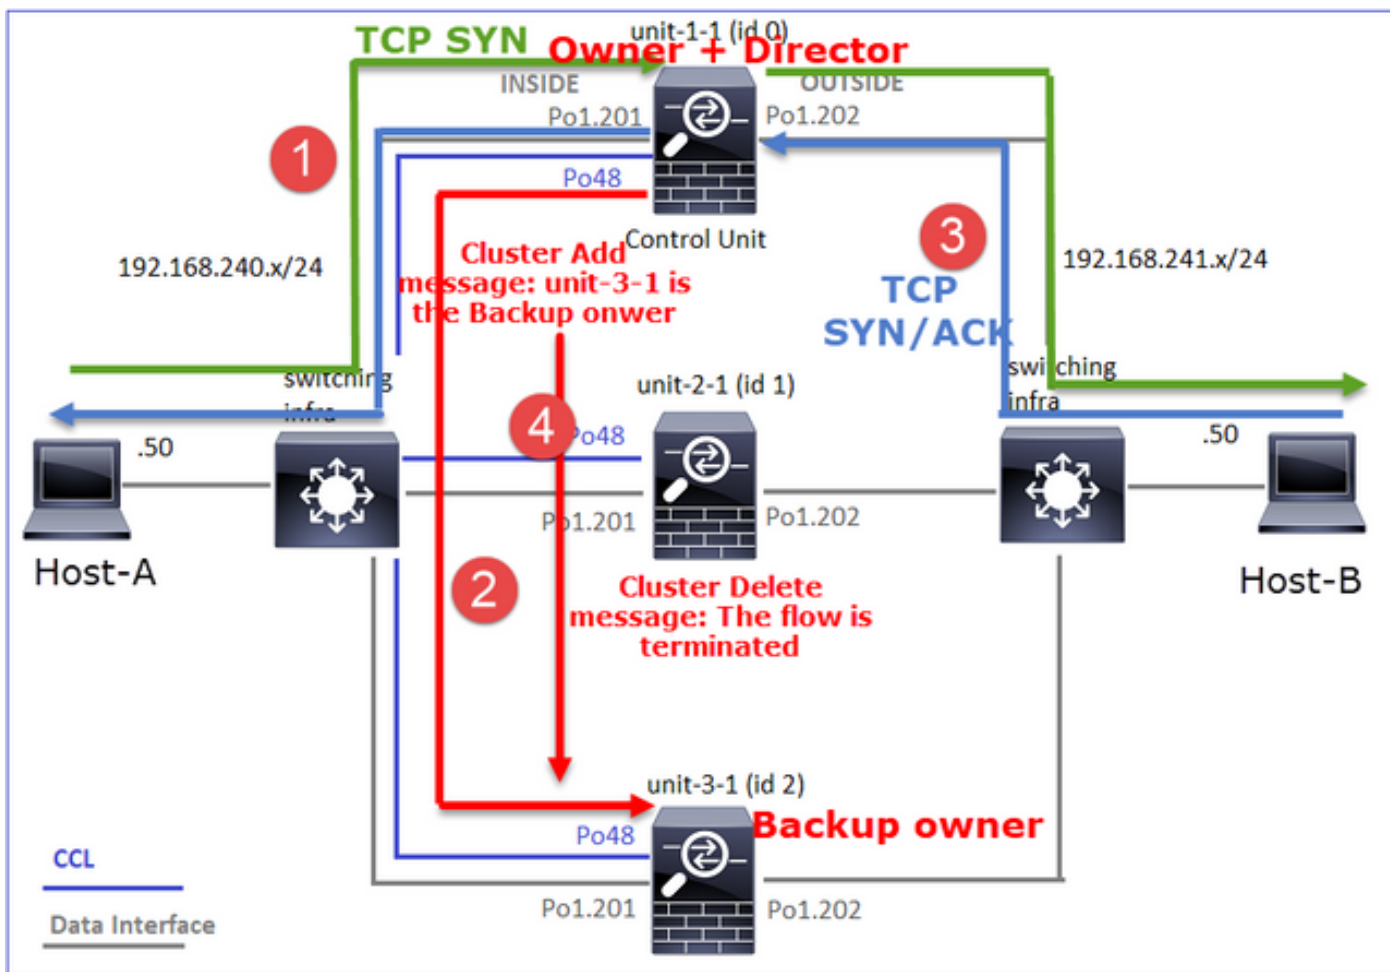 unit-1-1 (id 0)
TCP SYN
Owner + Director
INSIDE
OUTSIDE
Po1.201
Po1.202
1
Po48
3
Control Unit
Cluster Add
message: unit-3-1 is
the Backup onwer
192.168.240.x/24
192.168.241.x/24
TCP
SYN/ACK
switching
infra
switching
infra
unit-2-1 (id 1)
4
Po48
.50
.50
Po1.201
Po1.202
Host-A
Host-B
2
Cluster Delete
message: The flow is
terminated
unit-3-1 (id 2)
Backup owner
Po48
CCL
Po1.201
Po1.202
Data Interface